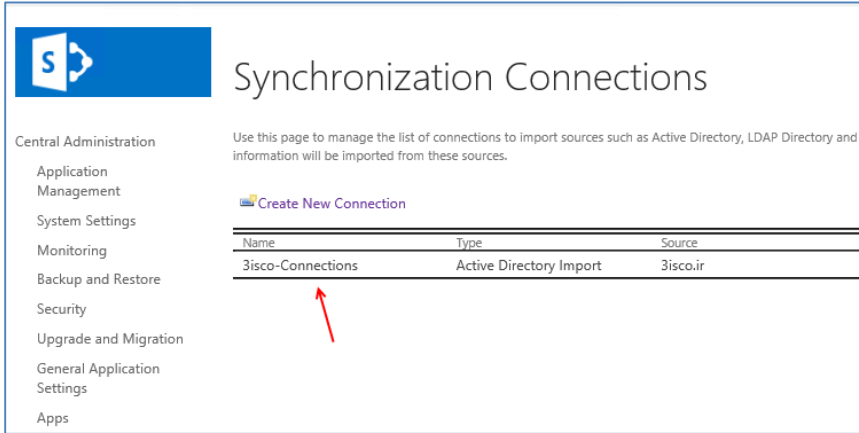 S
Synchronization Connections
Central Administration
Application
Management
System Settings
Monitoring
Backup and Restore
Security
Upgrade and Migration
General Application
Settings
Apps
Use this page to manage the list of connections to import sources such as Active Directory, LDAP Directory and
information will be imported from these sources.
Create New Connection
Name Type Source
3isco-Connections Active Directory Import 3isco.ir